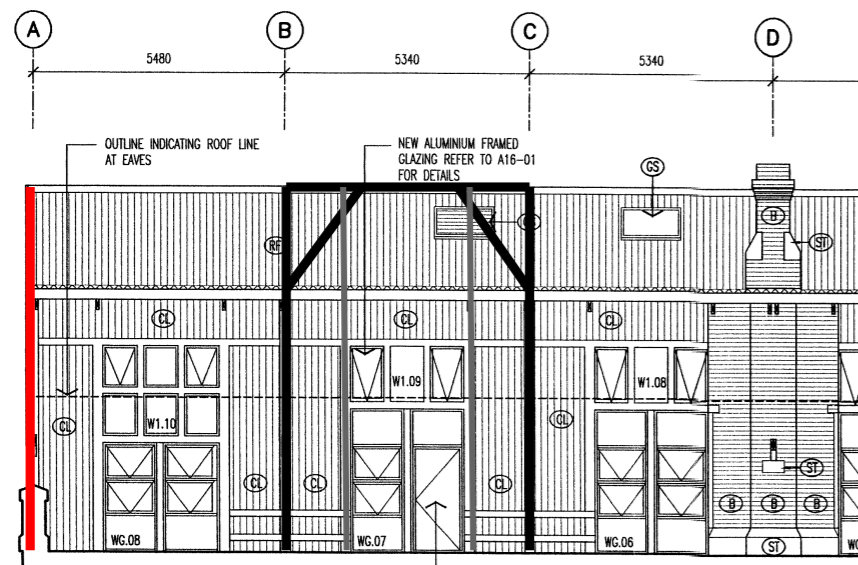 A
B
C
D
5480
5340
5340
OUTLINE INDICATING ROOF LINE
AT EAVES
NEW ALUMINIUM FRAMED
GLAZING REFER TO A16-01
FOR DETAILS
GS
B
ST
RF
CL
CL
CL
W1.09
W1.08
W1.10
CL
CL
CL
CL
CL
ST
B
B
B
WG.08
WG.07
WG.06
ST